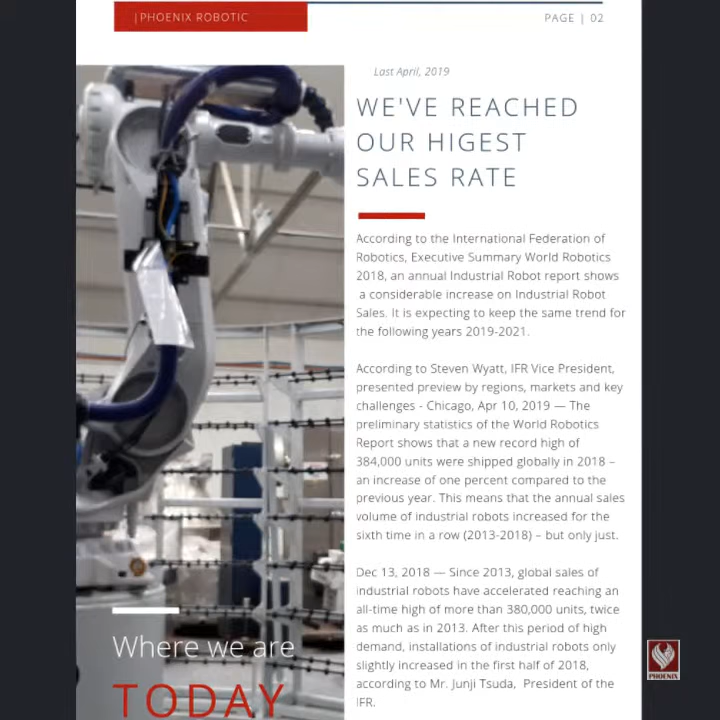 |PHOENIX ROBOTIC
PAGE | 02
Last April, 2019
WE'VE REACHED
OUR HIGEST
SALES RATE
According to the International Federation of
Robotics, Executive Summary World Robotics
2018, an annual Industrial Robot report shows
a considerable increase on Industrial Robot
Sales. It is expecting to keep the same trend for
the following years 2019-2021.
According to Steven Wyatt, IFR Vice President,
presented preview by regions, markets and key
challenges - Chicago, Apr 10, 2019 — The
preliminary statistics of the World Robotics
Report shows that a new record high of
384,000 units were shipped globally in 2018 –
an increase of one percent compared to the
previous year. This means that the annual sales
volume of industrial robots increased for the
sixth time in a row (2013-2018) – but only just.
Dec 13, 2018 — Since 2013, global sales of
industrial robots have accelerated reaching an
all-time high of more than 380,000 units, twice
as much as in 2013. After this period of high
demand, installations of industrial robots only
slightly increased in the first half of 2018,
according to Mr. Junji Tsuda, President of the
IFR.
Where we are
TODAY
PHOENIX